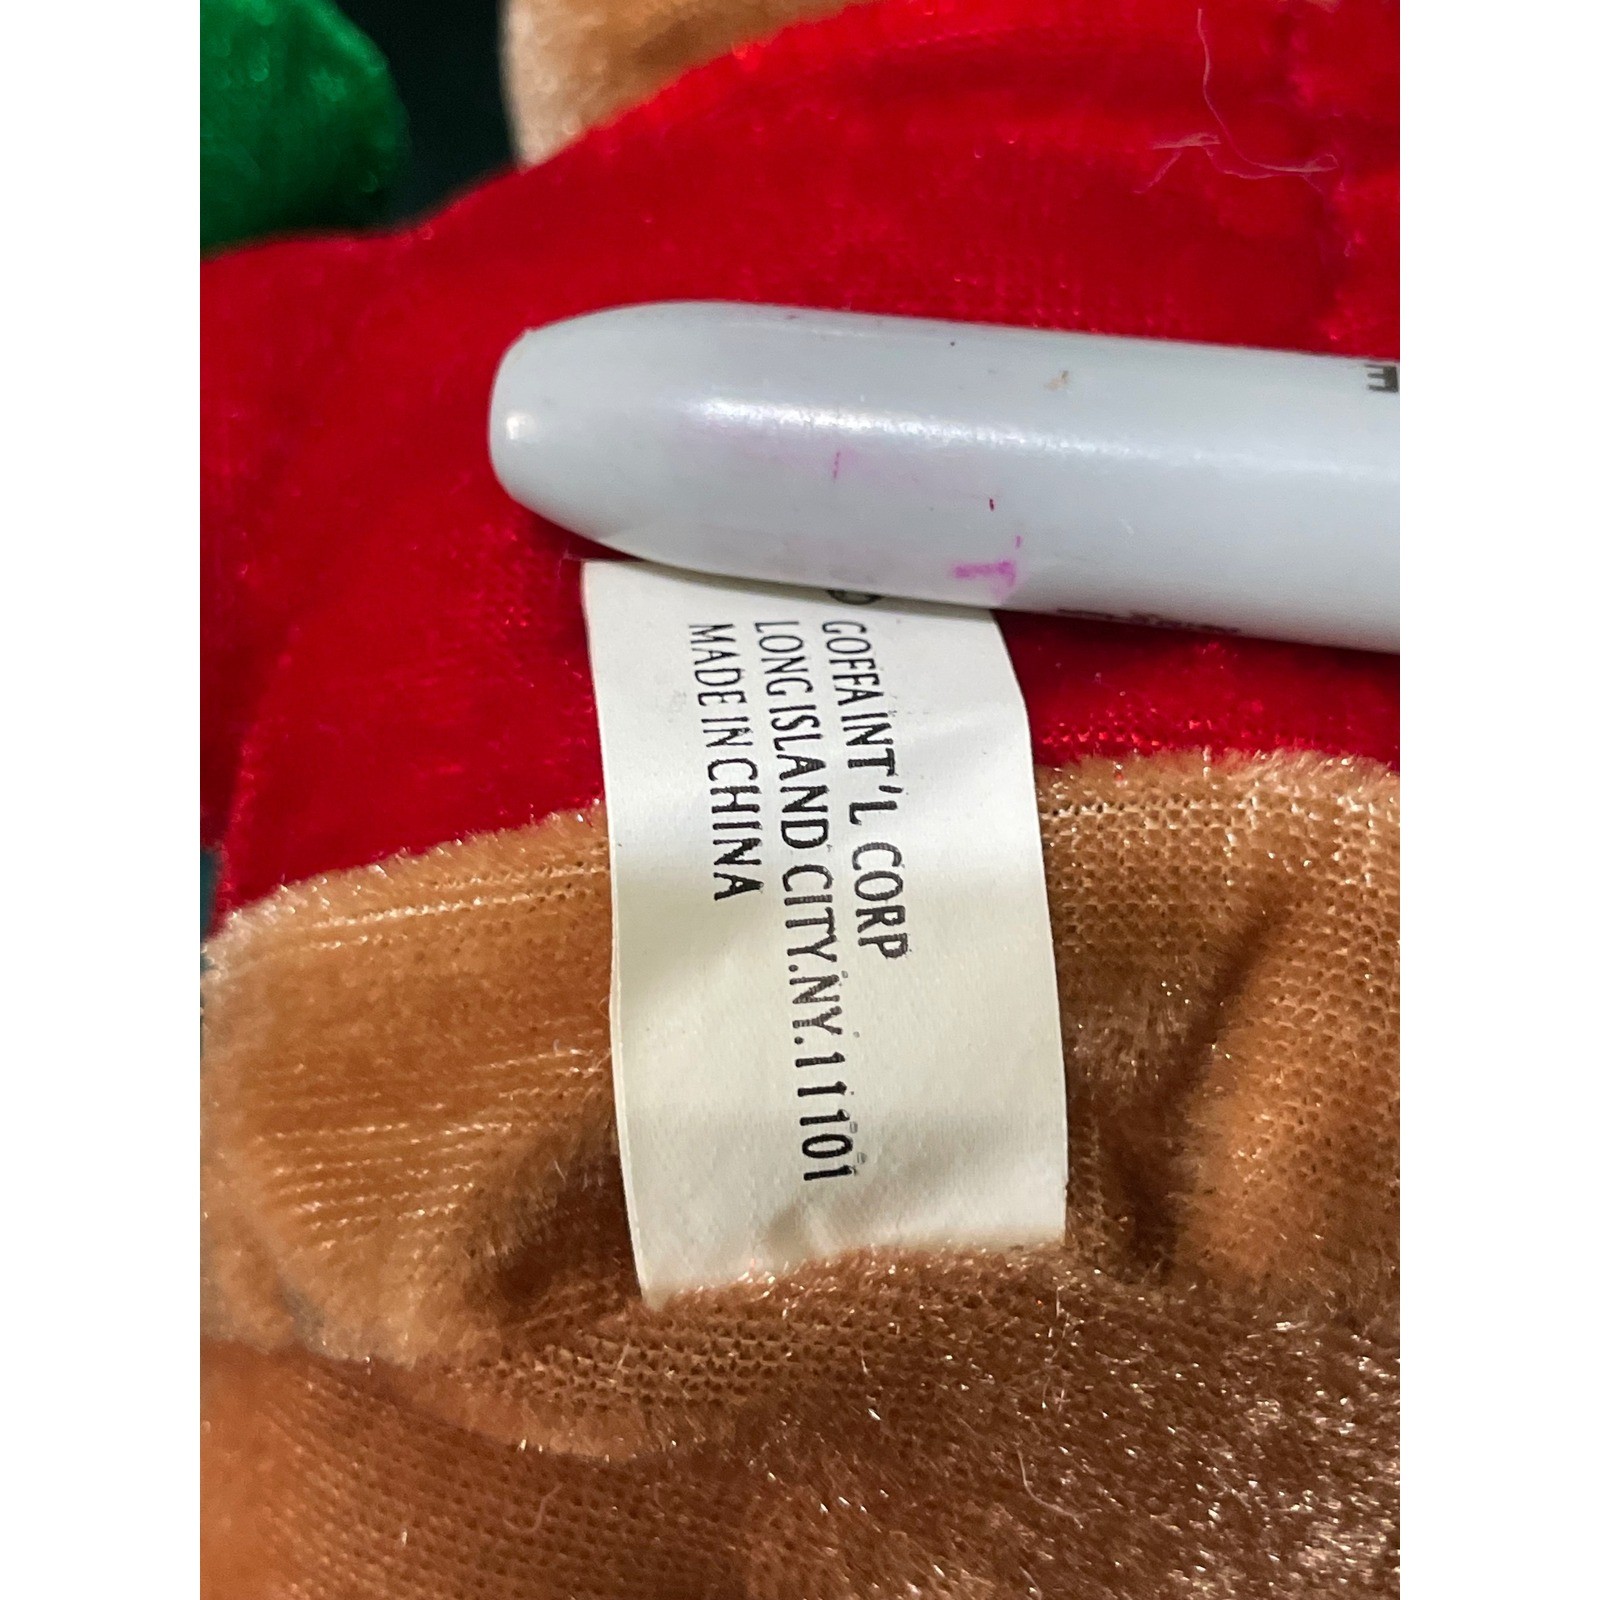 GOFFA INT'L CORP
LONG ISLAND CITY.NY.11101
MADE IN CHINA